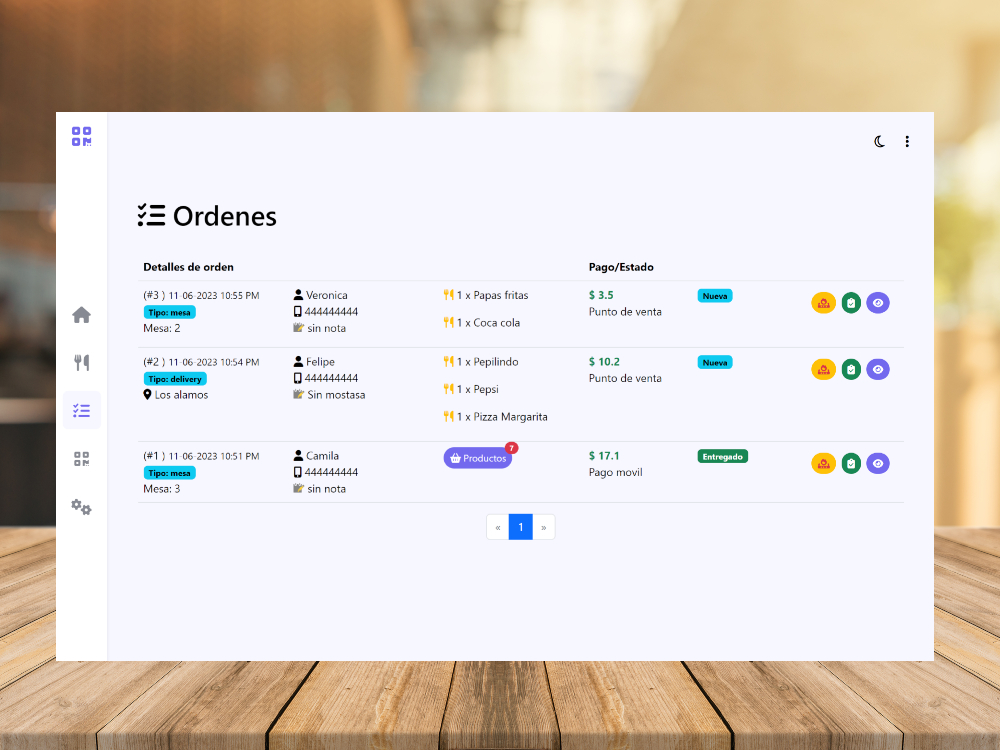 Ordenes
Detalles de orden
Pago/Estado
(#3 ) 11-06-2023 10:55 PM
Tipo: mesa
Mesa: 2
Veronica
444444444
sin nota
1 x Papas fritas
1 x Coca cola
$ 3.5
Punto de venta
Nueva
(#2 ) 11-06-2023 10:54 PM
Tipo: delivery
Los alamos
Felipe
444444444
Sin mostasa
1 x Pepilindo
1 x Pepsi
1 x Pizza Margarita
$ 10.2
Punto de venta
Nueva
(#1 ) 11-06-2023 10:51 PM
Tipo: mesa
Mesa: 3
Camila
444444444
sin nota
Productos
7
$ 17.1
Pago movil
Entregado
« 1 »